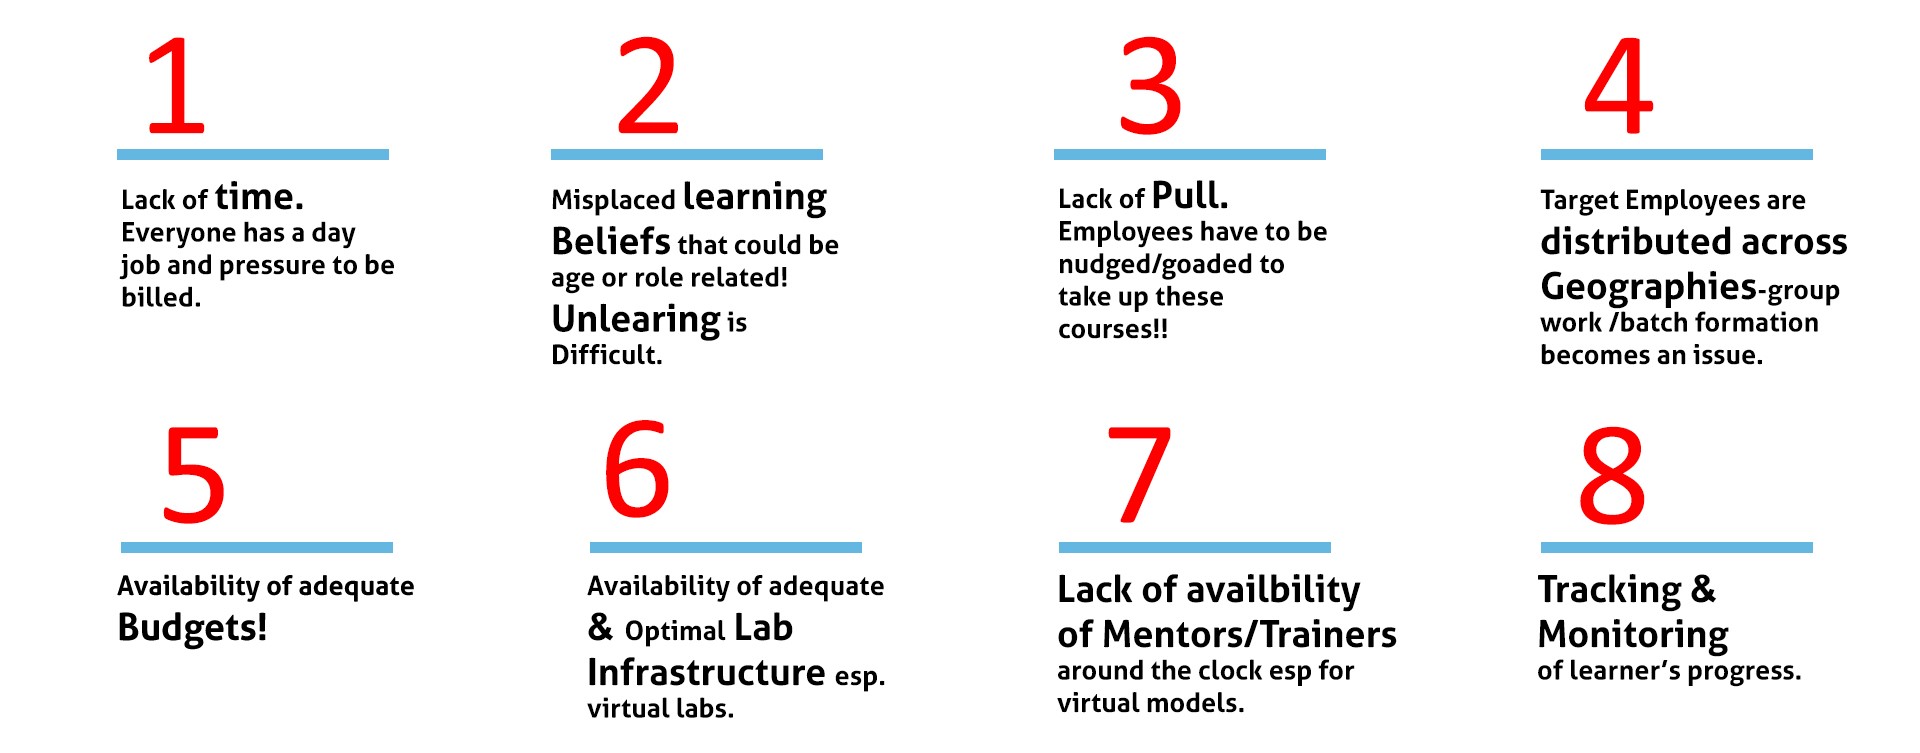 1
Lack of time.
Everyone has a day
job and pressure to be
billed.
2
Misplaced learning
Beliefs that could be
age or role related!
Unlearing is
Difficult.
3
Lack of Pull.
Employees have to be
nudged/goaded to
take up these
courses!!
4
Target Employees are
distributed across
Geographies-group
work /batch formation
becomes an issue.
5
Availability of adequate
Budgets!
6
Availability of adequate
& Optimal Lab
Infrastructure esp.
virtual labs.
7
Lack of availbility
of Mentors/Trainers
around the clock esp for
virtual models.
8
Tracking &
Monitoring
of learner’s progress.